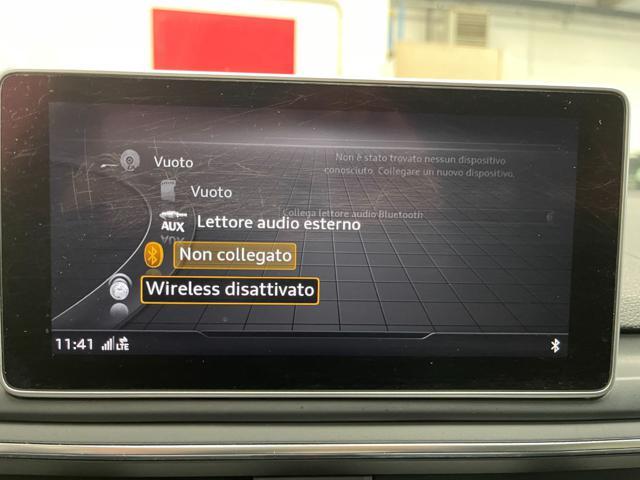 Vuoto
Non è stato trovato nessun dispositivo
conosciuto. Collegare un nuovo dispositivo.
Vuoto
Collega lettore audio Bluetooth
AUX
Lettore audio esterno
Non collegato
Wireless disattivato
11:41 LTE